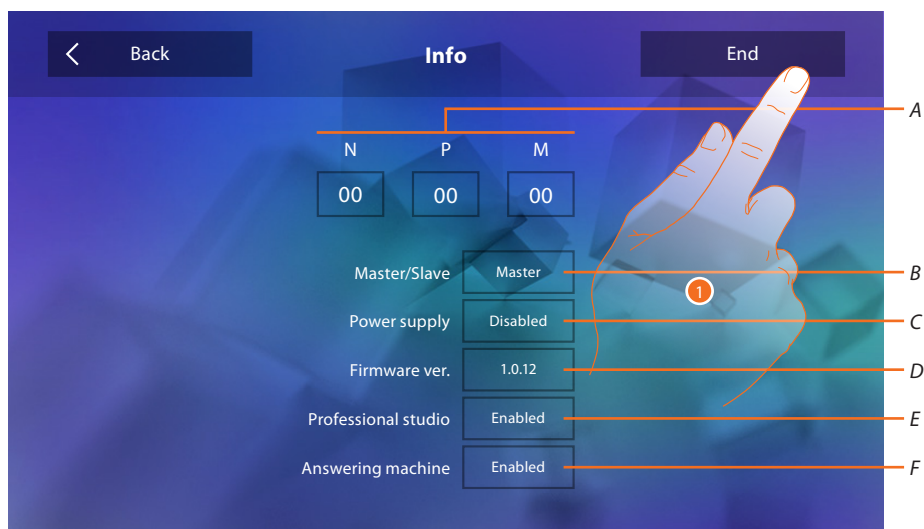 Back Info End
A
N P M
00 00 00
Master/Slave Master B
1
Power supply Disabled C
Firmware ver. 1.0.12 D
Professional studio Enabled E
Answering machine Enabled F